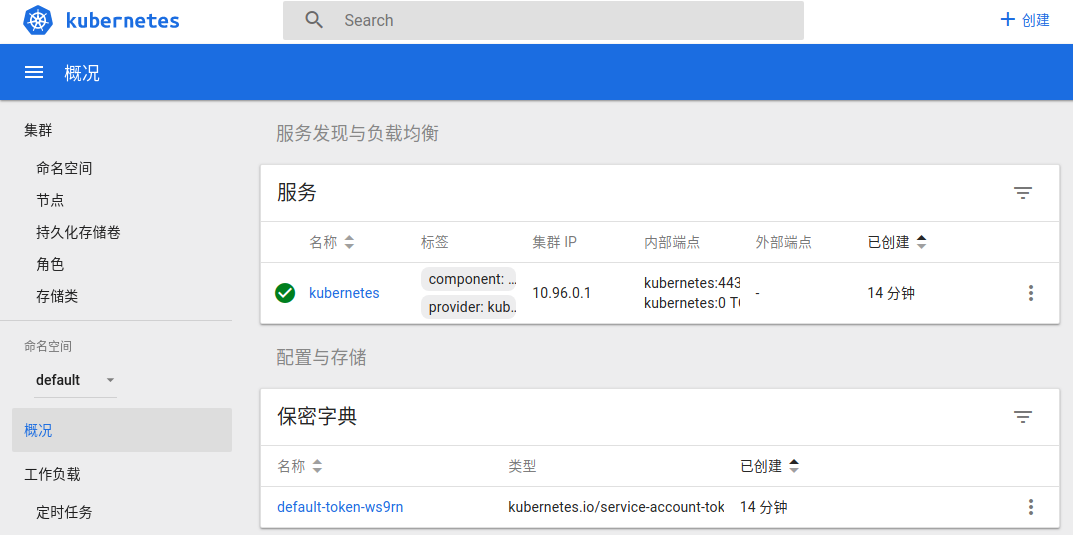 kubernetes
Search
+ 创建
概况
集群
命名空间
节点
持久化存储卷
角色
存储类
命名空间
default
概况
工作负载
定时任务
服务发现与负载均衡
服务
名称 标签 集群 IP 内部端点 外部端点 已创建
kubernetes component: ... provider: kub... 10.96.0.1 kubernetes:443 kubernetes:0 TC - 14 分钟
配置与存储
保密字典
名称 类型 已创建
default-token-ws9rn kubernetes.io/service-account-tok 14 分钟